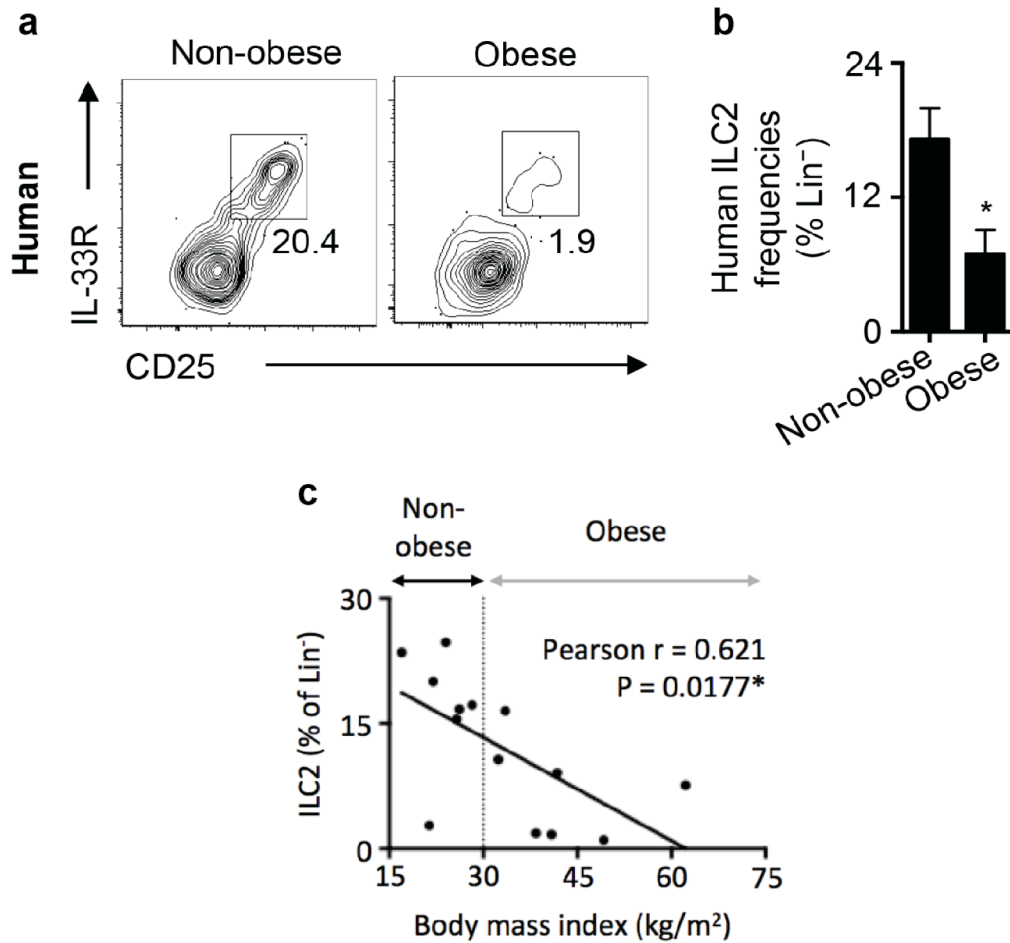 a
Non-obese
Obese
Human
IL-33R
20.4
1.9
CD25
b
Human ILC2
frequencies
(% Lin⁻)
24
12
0
*
Non-obese
Obese
c
Non-
obese
Obese
ILC2 (% of Lin⁻)
30
15
0
Pearson r = 0.621
P = 0.0177*
15 30 45 60 75
Body mass index (kg/m²)